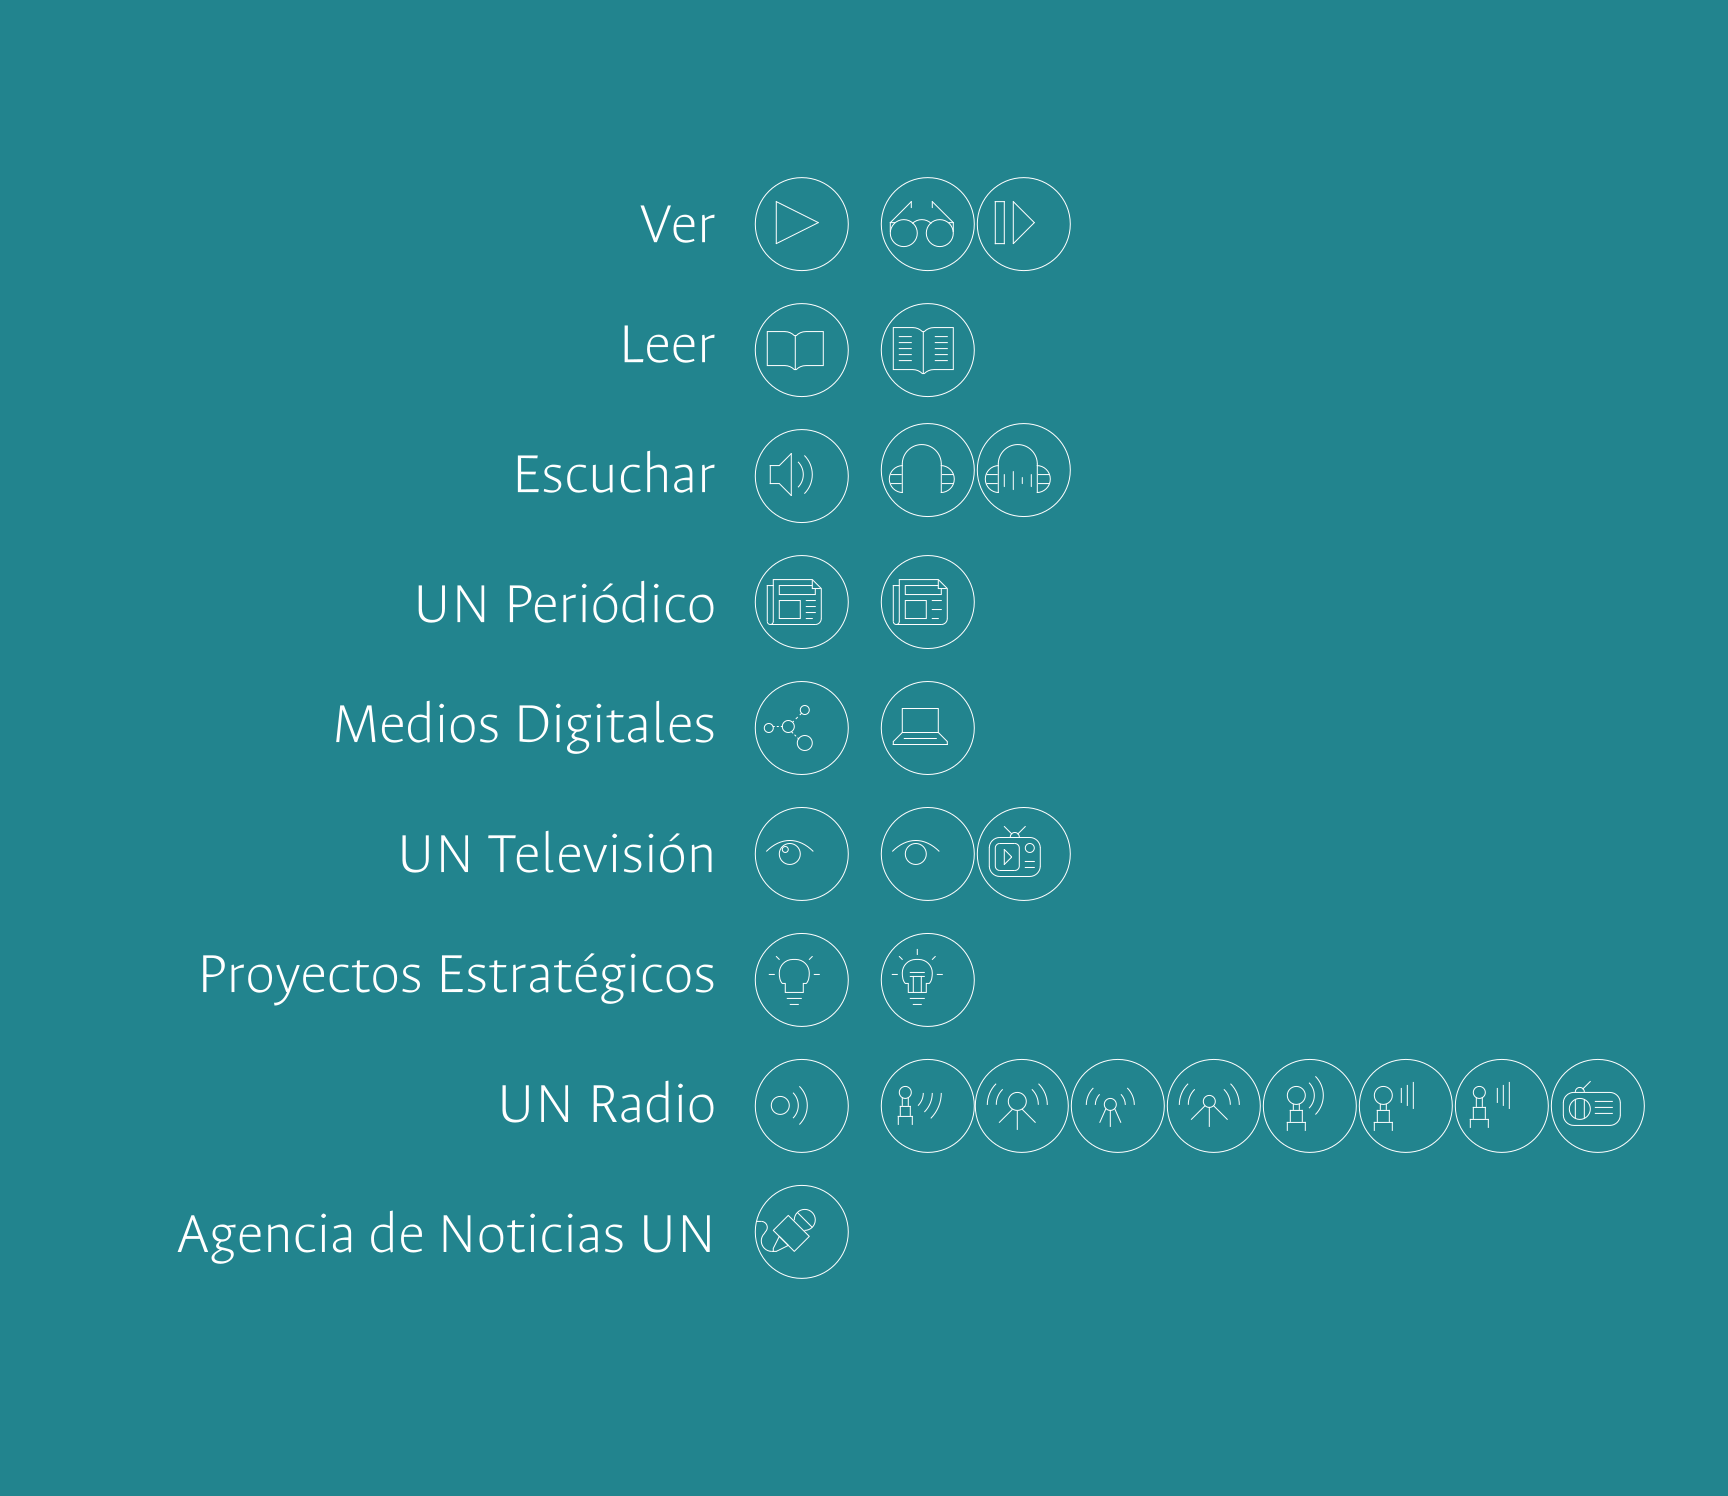 Ver
Leer
Escuchar
UN Periódico
Medios Digitales
UN Televisión
Proyectos Estratégicos
UN Radio
Agencia de Noticias UN